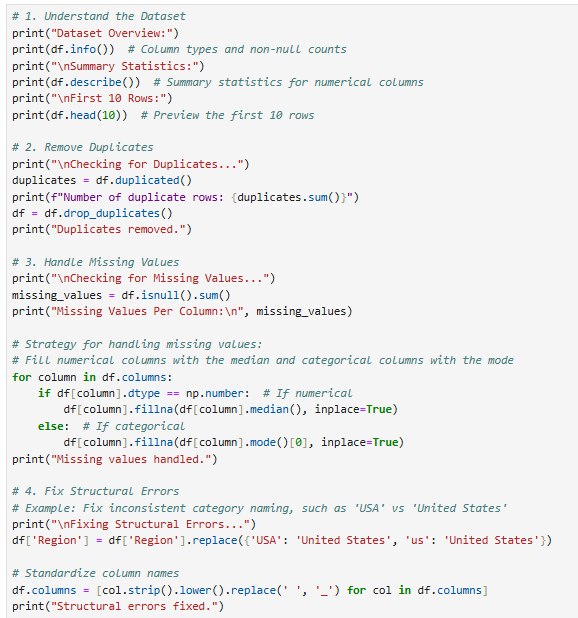 # 1. Understand the Dataset
print("Dataset Overview:")
print(df.info())  # Column types and non-null counts
print("\nSummary Statistics:")
print(df.describe())  # Summary statistics for numerical columns
print("\nFirst 10 Rows:")
print(df.head(10))  # Preview the first 10 rows

# 2. Remove Duplicates
print("\nChecking for Duplicates...")
duplicates = df.duplicated()
print(f"Number of duplicate rows: {duplicates.sum()}")
df = df.drop_duplicates()
print("Duplicates removed.")

# 3. Handle Missing Values
print("\nChecking for Missing Values...")
missing_values = df.isnull().sum()
print("Missing Values Per Column:\n", missing_values)

# Strategy for handling missing values:
# Fill numerical columns with the median and categorical columns with the mode
for column in df.columns:
    if df[column].dtype == np.number:  # If numerical
        df[column].fillna(df[column].median(), inplace=True)
    else:  # If categorical
        df[column].fillna(df[column].mode()[0], inplace=True)
print("Missing values handled.")

# 4. Fix Structural Errors
# Example: Fix inconsistent category naming, such as 'USA' vs 'United States'
print("\nFixing Structural Errors...")
df['Region'] = df['Region'].replace({'USA': 'United States', 'us': 'United States'})

# Standardize column names
df.columns = [col.strip().lower().replace(' ', '_') for col in df.columns]
print("Structural errors fixed.")